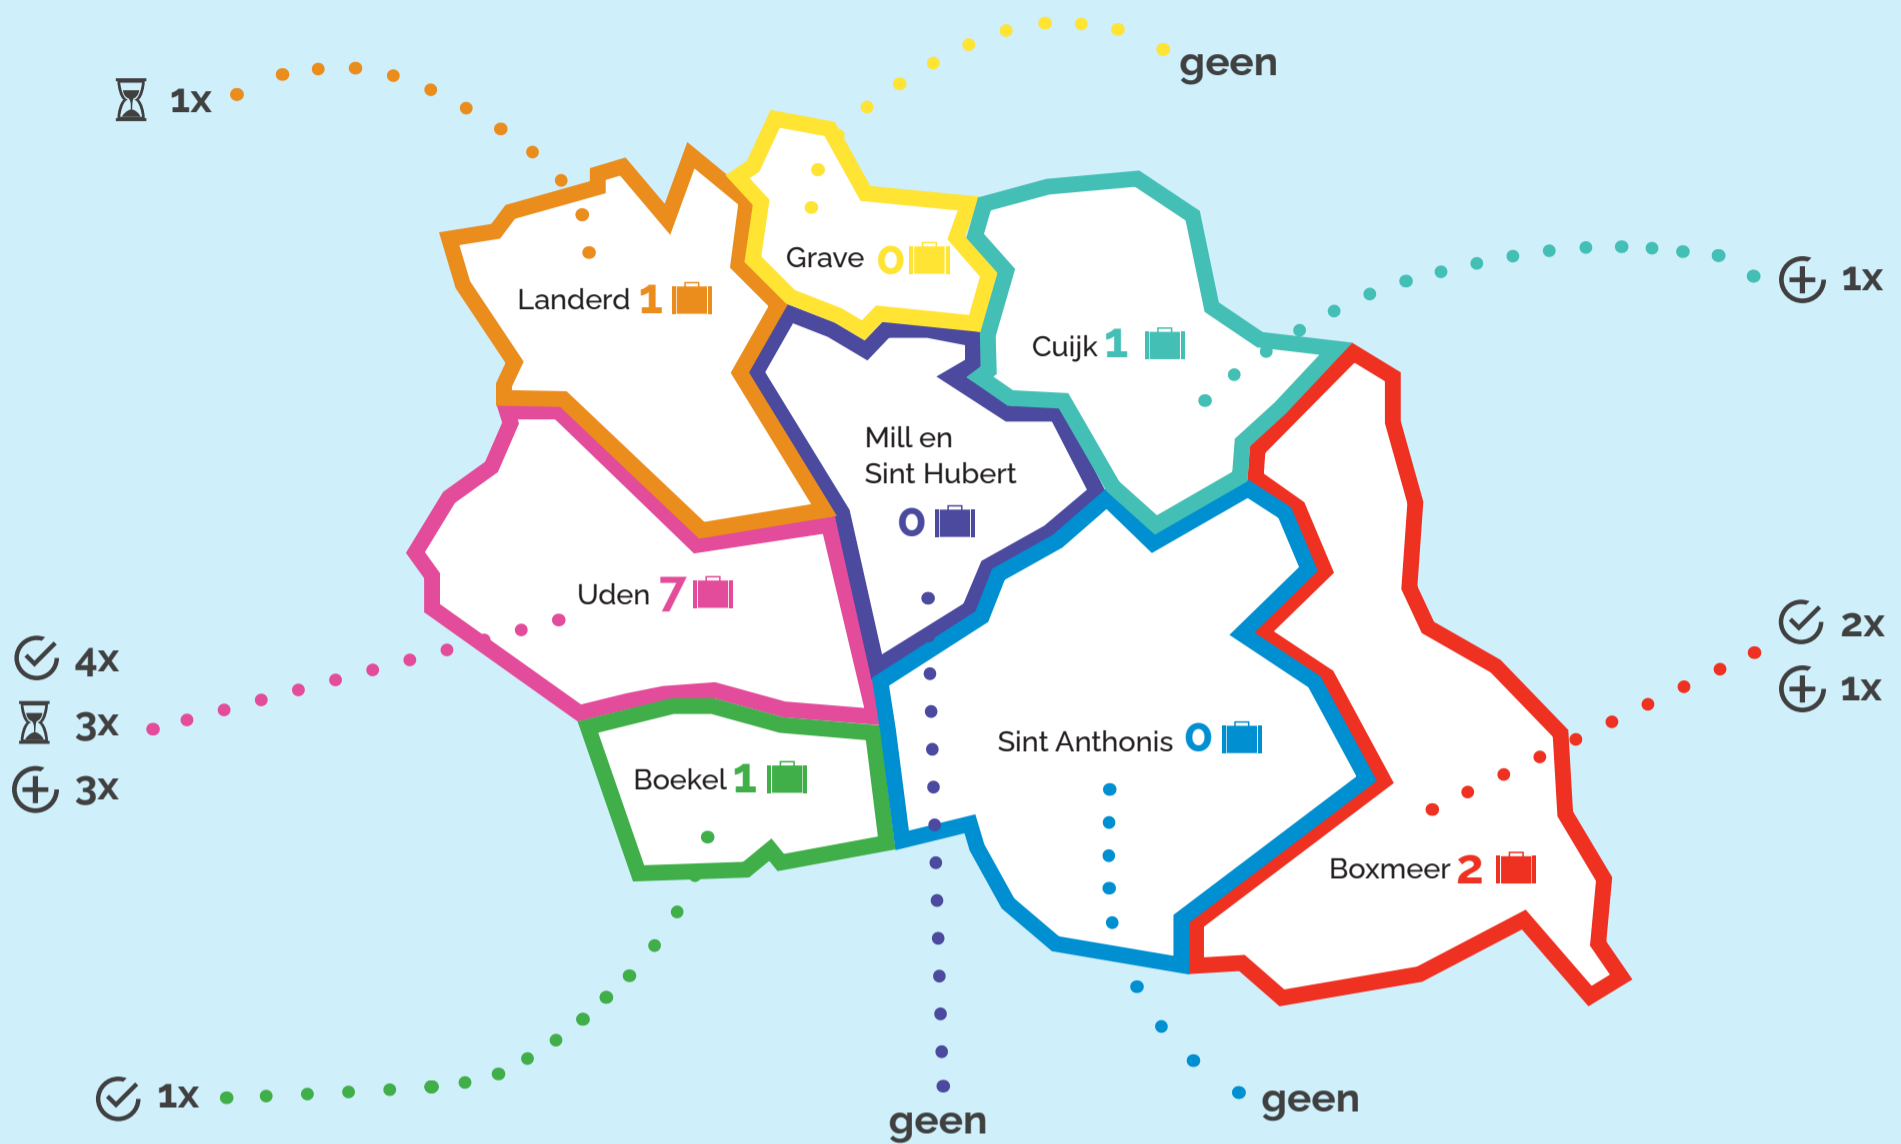 geen
1x
Grave 0
Landerd 1
1x
Cuijk 1
Mill en
Sint Hubert
0
Uden 7
4x
3x
3x
2x
1x
Sint Anthonis 0
Boekel 1
Boxmeer 2
1x
geen
geen